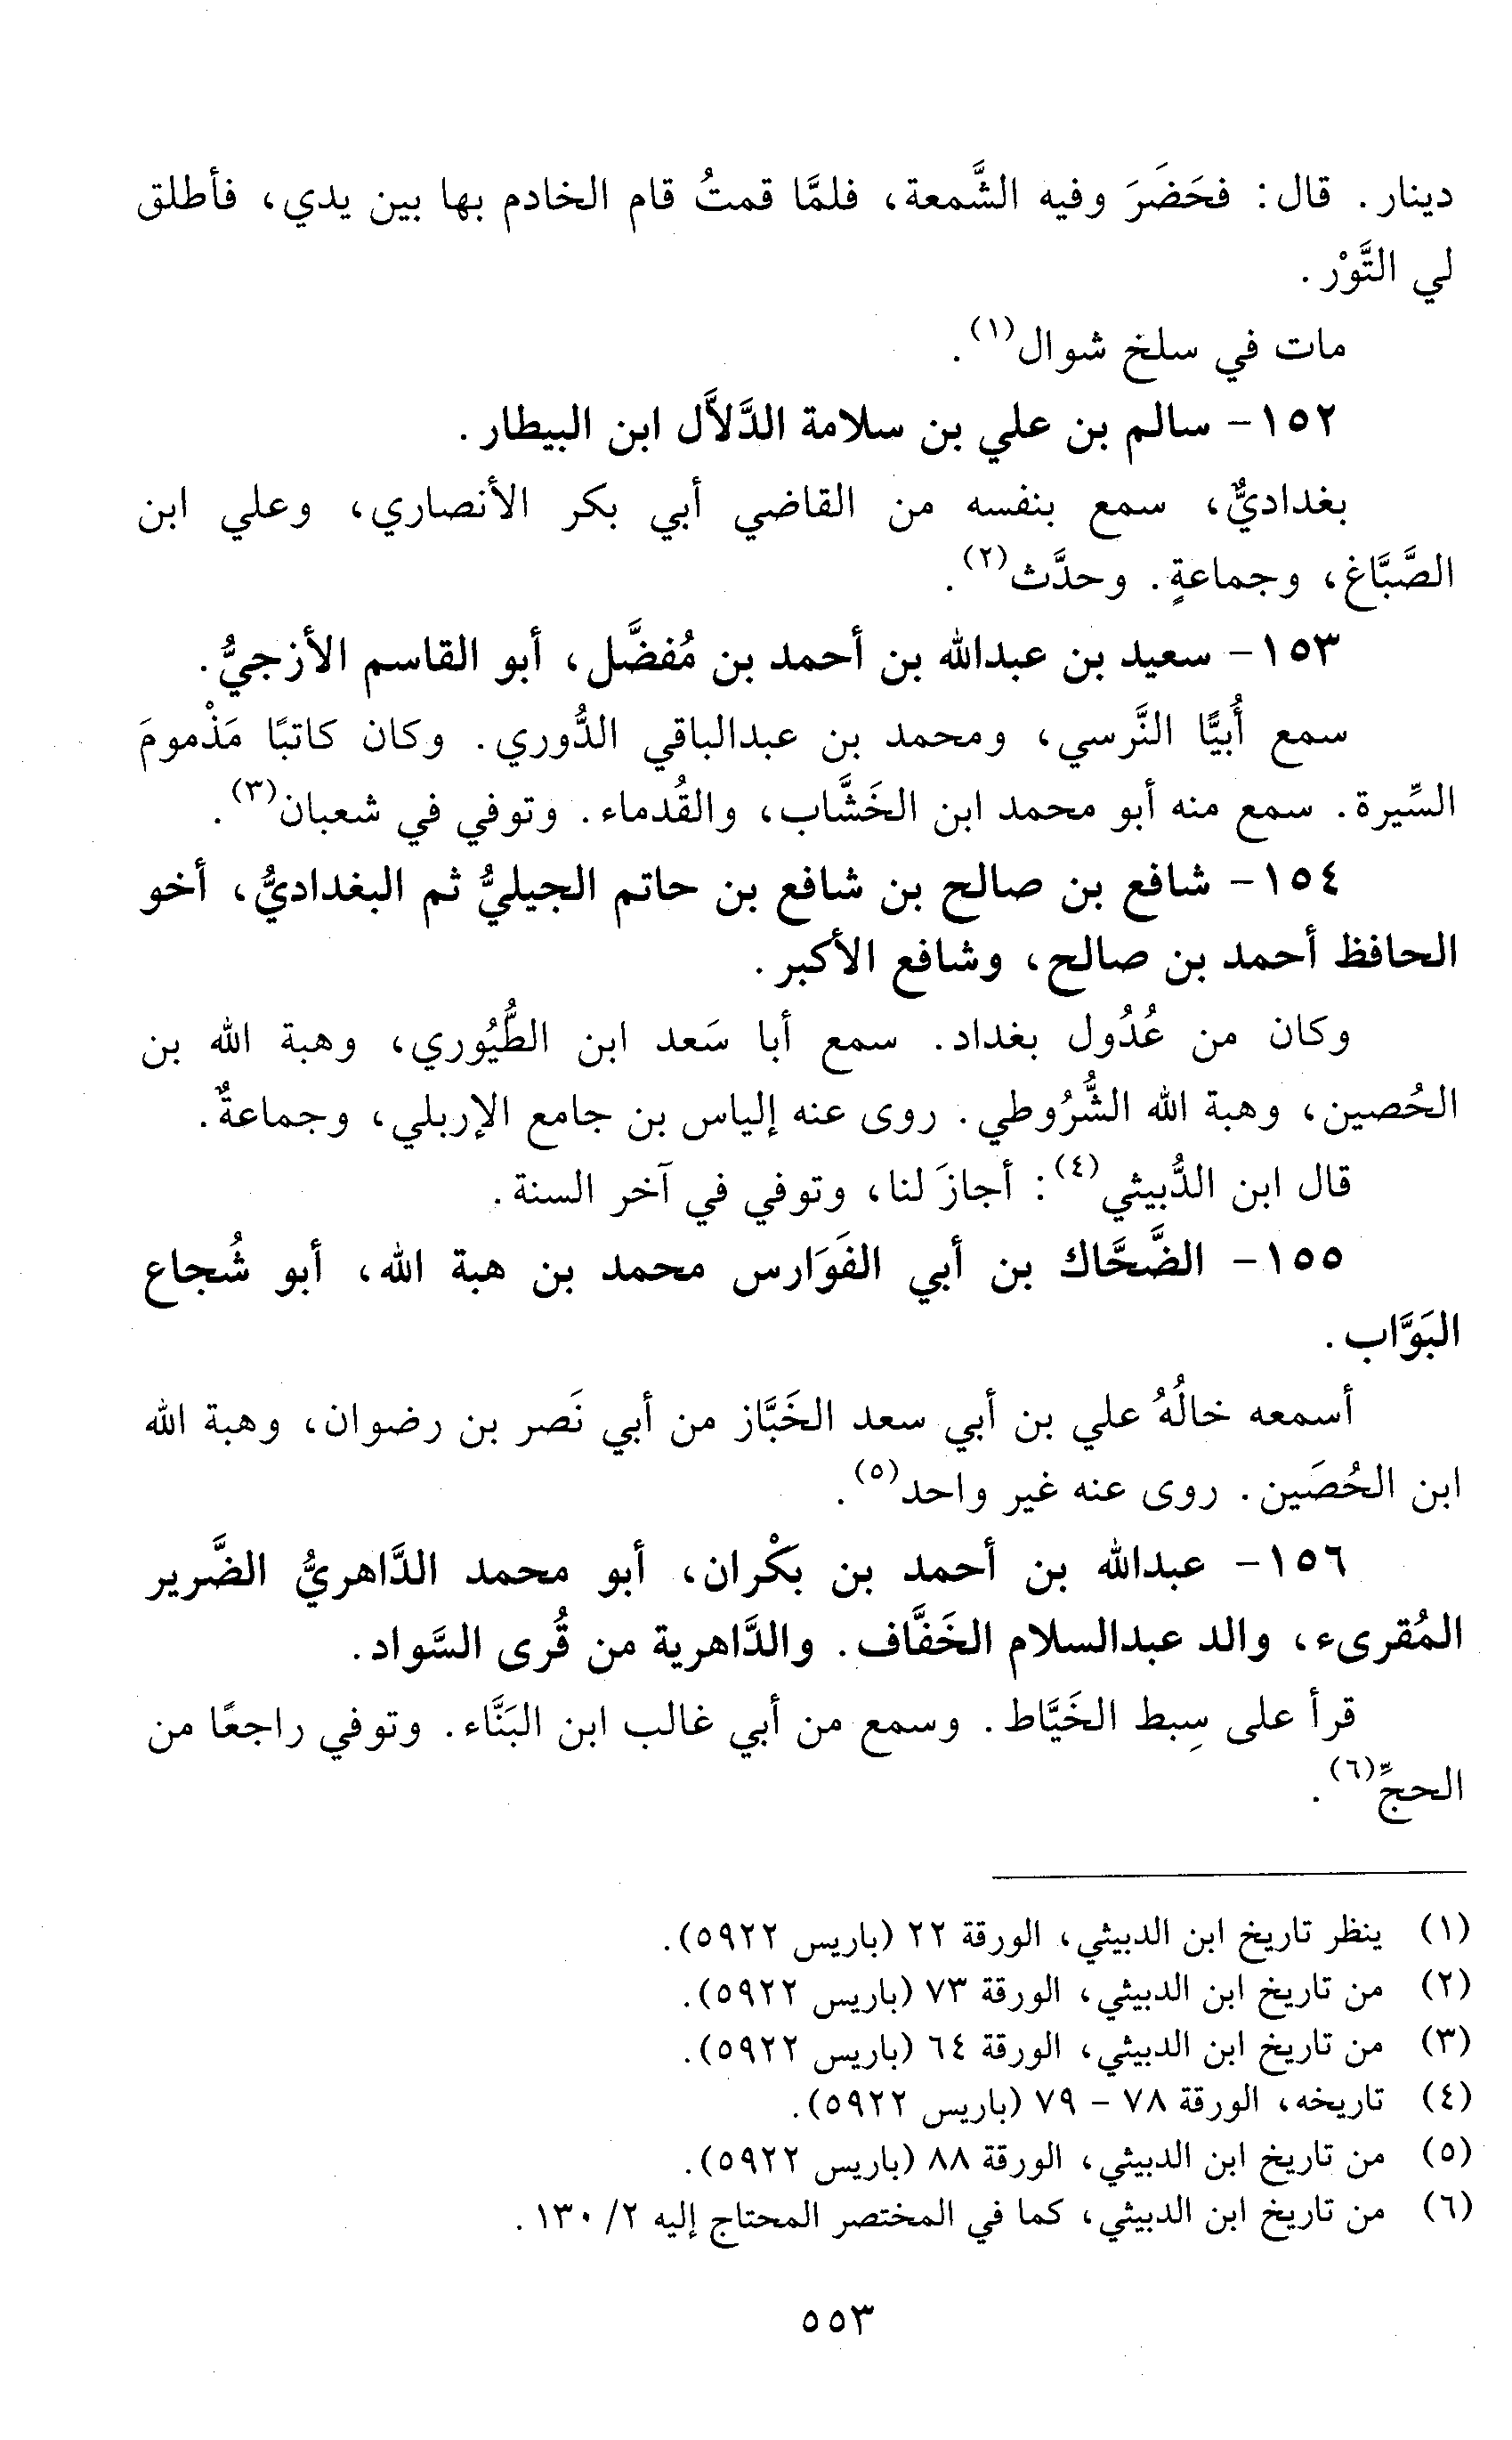 دينار. قال: فحَضَرَ وفيه الشَّمعة، فلمَّا قمتُ قام الخادم بها بين يدي، فأطلق
لي التَّوْر.
مات في سلخ شوال(١).
١٥٢- سالم بن علي بن سلامة الدَّلاَّل ابن البيطار.
بغداديٌّ، سمع بنفسه من القاضي أبي بكر الأنصاري، وعلي ابن
الصَّبَّاغ، وجماعةٍ. وحدَّث(٢).
١٥٣- سعيد بن عبدالله بن أحمد بن مُفضَّل، أبو القاسم الأزجيُّ.
سمع أُبيًّا النَّرسي، ومحمد بن عبدالباقي الدُّوري. وكان كاتبًا مَذْمومَ
السِّيرة. سمع منه أبو محمد ابن الخَشَّاب، والقُدماء. وتوفي في شعبان(٣).
١٥٤- شافع بن صالح بن شافع بن حاتم الجيليُّ ثم البغداديُّ، أخو
الحافظ أحمد بن صالح، وشافع الأكبر.
وكان من عُدُول بغداد. سمع أبا سَعد ابن الطُّيُوري، وهبة الله بن
الحُصين، وهبة الله الشُّرُوطي. روى عنه إلياس بن جامع الإربلي، وجماعةٌ.
قال ابن الدُّبيثي(٤): أجازَ لنا، وتوفي في آخر السنة.
١٥٥- الضَّحَّاك بن أبي الفَوَارس محمد بن هبة الله، أبو شُجاع
البَوَّاب.
أسمعه خالُهُ علي بن أبي سعد الخَبَّاز من أبي نَصر بن رضوان، وهبة الله
ابن الحُصَين. روى عنه غير واحد(٥).
١٥٦- عبدالله بن أحمد بن بكْران، أبو محمد الدَّاهريُّ الضَّرير
المُقرىء، والد عبدالسلام الخَفَّاف. والدَّاهرية من قُرى السَّواد.
قرأ على سِبط الخَيَّاط. وسمع من أبي غالب ابن البَنَّاء. وتوفي راجعًا من
الحجِّ(٦).
(١) ينظر تاريخ ابن الدبيثي، الورقة ٢٢ (باريس ٥٩٢٢).
(٢) من تاريخ ابن الدبيثي، الورقة ٧٣ (باريس ٥٩٢٢).
(٣) من تاريخ ابن الدبيثي، الورقة ٦٤ (باريس ٥٩٢٢).
(٤) تاريخه، الورقة ٧٨ - ٧٩ (باريس ٥٩٢٢).
(٥) من تاريخ ابن الدبيثي، الورقة ٨٨ (باريس ٥٩٢٢).
(٦) من تاريخ ابن الدبيثي، كما في المختصر المحتاج إليه ٢/ ١٣٠.
٥٥٣